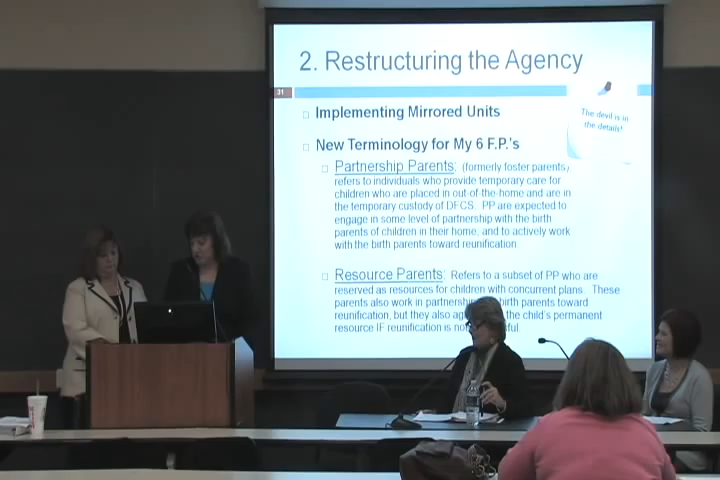 2. Restructuring the Agency
31
The devil is in
the details!
Implementing Mirrored Units
New Terminology for My 6 F.P.'s
Partnership Parents: (formerly foster parents)
refers to individuals who provide temporary care for
children who are placed in out-of-the-home and are in
the temporary custody of DFCS. PP are expected to
engage in some level of partnership with the birth
parents of children in their home, and to actively work
with the birth parents toward reunification
Resource Parents: Refers to a subset of PP who are
reserved as resources for children with concurrent plans. These
parents also work in partnership birth parents toward
reunification, but they also the child's permanent
resource IF reunification is not